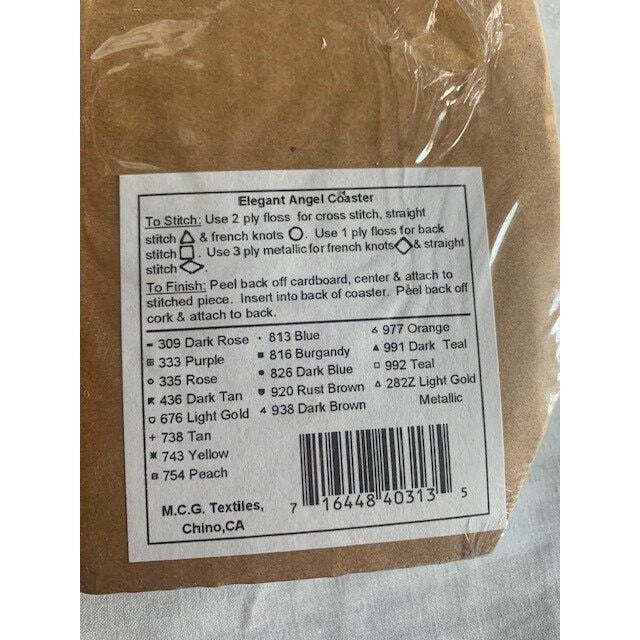 Elegant Angel Coaster
To Stitch: Use 2 ply floss for cross stitch, straight
stitch △ & french knots ○. Use 1 ply floss for back
stitch □. Use 3 ply metallic for french knots ◇ & straight
stitch ◇.
To Finish: Peel back off cardboard, center & attach to
stitched piece. Insert into back of coaster. Peel back off
cork & attach to back.
309 Dark Rose
333 Purple
335 Rose
436 Dark Tan
676 Light Gold
+ 738 Tan
743 Yellow
754 Peach
813 Blue
816 Burgandy
826 Dark Blue
920 Rust Brown
938 Dark Brown
977 Orange
991 Dark Teal
992 Teal
282Z Light Gold
Metallic
M.C.G. Textiles,
Chino,CA
7 16448 40313 5